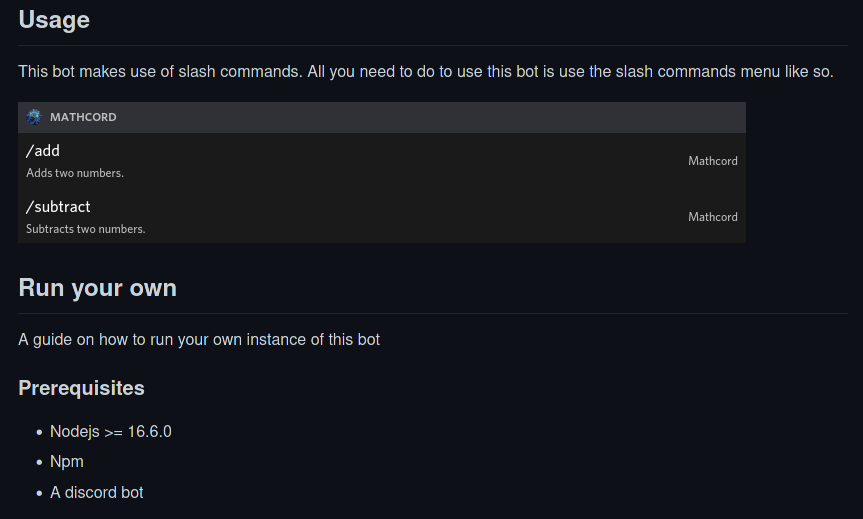 Usage
This bot makes use of slash commands. All you need to do to use this bot is use the slash commands menu like so.
MATHCORD
/add
Adds two numbers.
Mathcord
/subtract
Subtracts two numbers.
Mathcord
Run your own
A guide on how to run your own instance of this bot
Prerequisites
• Nodejs >= 16.6.0
• Npm
• A discord bot